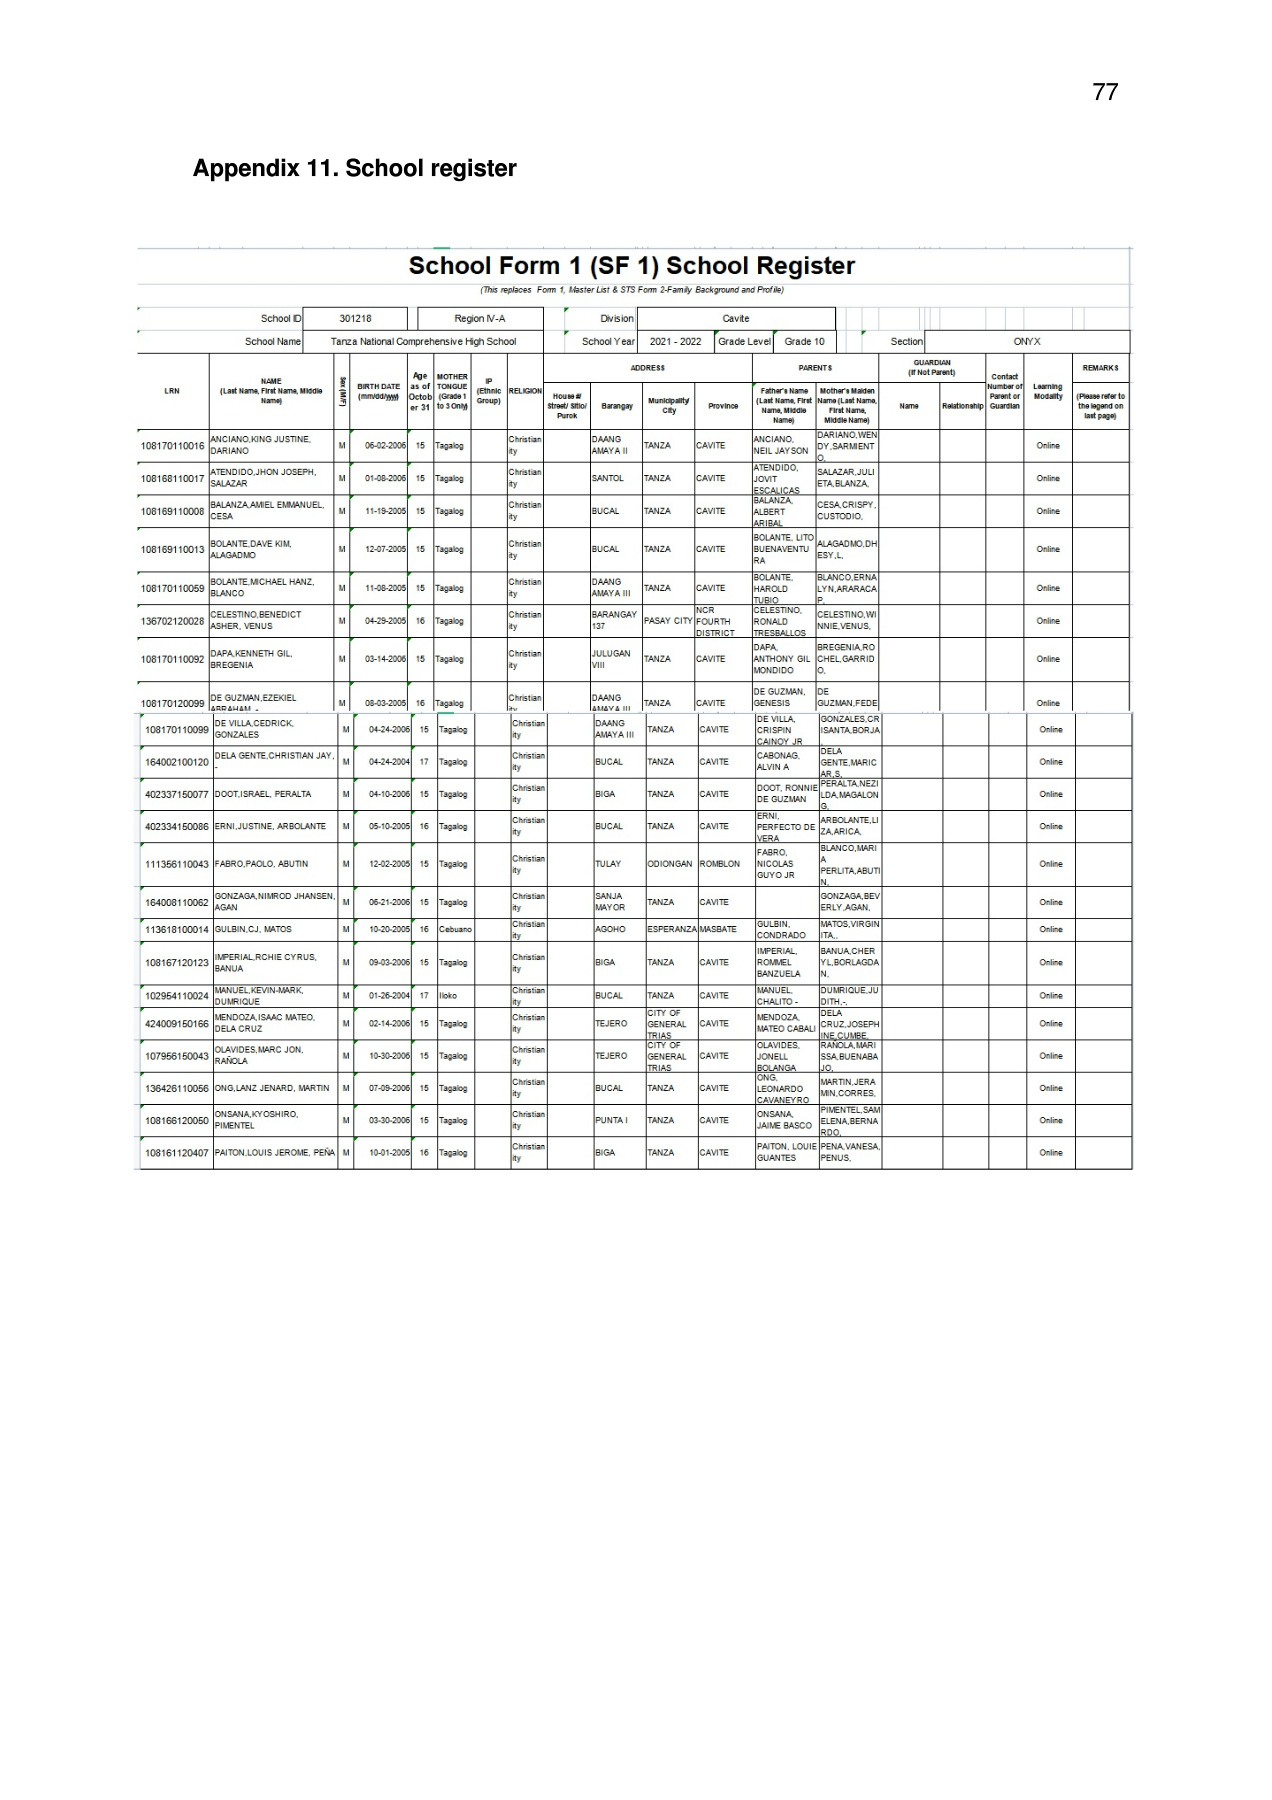 77
Appendix 11. School register
School Form 1 (SF 1) School Register
(This replaces Form 1, Master List & STS Form 2-Family Background and Profile)
School ID 301218 Region IV-A Division Cavite
School Name Tanza National Comprehensive High School School Year 2021 - 2022 Grade Level Grade 10 Section ONYX
LRN NAME (Last Name, First Name, Middle Name) Sex (M/F) BIRTH DATE (mm/dd/yyyy) Age as of October 31 MOTHER TONGUE (Grade 1 to 3 Only) IP (Ethnic Group) RELIGION ADDRESS House #/ Street/ Sitio/ Purok Barangay Municipality/ City Province PARENTS Father's Name (Last Name, First Name, Middle Name) Mother's Maiden Name (Last Name, First Name, Middle Name) GUARDIAN (If Not Parent) Name Relationship Contact Number of Parent or Guardian Learning Modality REMARKS (Please refer to the legend on last page)
108170110016 ANCIANO,KING JUSTINE, DARIANO M 06-02-2006 15 Tagalog Christianity DAANG AMAYA II TANZA CAVITE ANCIANO, NEIL JAYSON DARIANO,WENDY,SARMIENTO, Online
108168110017 ATENDIDO,JHON JOSEPH, SALAZAR M 01-08-2006 15 Tagalog Christianity SANTOL TANZA CAVITE ATENDIDO, JOVIT ESCALICAS SALAZAR,JULIETA,BLANZA, Online
108169110008 BALANZA,AMIEL EMMANUEL, CESA M 11-19-2005 15 Tagalog Christianity BUCAL TANZA CAVITE BALANZA, ALBERT ARIBAL CESA,CRISPY, CUSTODIO, Online
108169110013 BOLANTE,DAVE KIM, ALAGADMO M 12-07-2005 15 Tagalog Christianity BUCAL TANZA CAVITE BOLANTE, LITO BUENAVENTURA ALAGADMO,DHESY,L, Online
108170110059 BOLANTE,MICHAEL HANZ, BLANCO M 11-08-2005 15 Tagalog Christianity DAANG AMAYA III TANZA CAVITE BOLANTE, HAROLD TUBIO BLANCO,ERNALYN,ARARACAP, Online
136702120028 CELESTINO,BENEDICT ASHER, VENUS M 04-29-2005 16 Tagalog Christianity BARANGAY 137 PASAY CITY NCR FOURTH DISTRICT CELESTINO, RONALD TRESBALLOS CELESTINO,WINNIE,VENUS, Online
108170110092 DAPA,KENNETH GIL, BREGENIA M 03-14-2006 15 Tagalog Christianity JULUGAN VIII TANZA CAVITE DAPA, ANTHONY GIL MONDIDO BREGENIA,ROCHEL,GARRIDO, Online
108170120099 DE GUZMAN,EZEKIEL ABRAHAM, - M 08-03-2005 16 Tagalog Christianity DAANG AMAYA III TANZA CAVITE DE GUZMAN, GENESIS DE GUZMAN,FEDE Online
108170110099 DE VILLA,CEDRICK, GONZALES M 04-24-2006 15 Tagalog Christianity DAANG AMAYA III TANZA CAVITE DE VILLA, CRISPIN CAINOY JR GONZALES,CRISANTA,BORJA, Online
164002100120 DELA GENTE,CHRISTIAN JAY, - M 04-24-2004 17 Tagalog Christianity BUCAL TANZA CAVITE CABONAG, ALVIN A DELA GENTE,MARICAR,S, Online
402337150077 DOOT,ISRAEL, PERALTA M 04-10-2006 15 Tagalog Christianity BIGA TANZA CAVITE DOOT, RONNIE DE GUZMAN PERALTA,NEZILDA,MAGALONG, Online
402334150086 ERNI,JUSTINE, ARBOLANTE M 05-10-2005 16 Tagalog Christianity BUCAL TANZA CAVITE ERNI, PERFECTO DE VERA ARBOLANTE,LIZA,ARICA, Online
111356110043 FABRO,PAOLO, ABUTIN M 12-02-2005 15 Tagalog Christianity TULAY ODIONGAN ROMBLON FABRO, NICOLAS GUYO JR BLANCO,MARIA PERLITA,ABUTIN, Online
164008110062 GONZAGA,NIMROD JHANSEN, AGAN M 06-21-2006 15 Tagalog Christianity SANJA MAYOR TANZA CAVITE GONZAGA,BEVERLY,AGAN, Online
113618100014 GULBIN,CJ, MATOS M 10-20-2005 16 Cebuano Christianity AGOHO ESPERANZA MASBATE GULBIN, CONDRADO MATOS,VIRGINITA,, Online
108167120123 IMPERIAL,RCHIE CYRUS, BANUA M 09-03-2006 15 Tagalog Christianity BIGA TANZA CAVITE IMPERIAL, ROMMEL BANZUELA BANUA,CHERYL,BORLAGDAN, Online
102954110024 MANUEL,KEVIN-MARK, DUMRIQUE M 01-26-2004 17 Iloko Christianity BUCAL TANZA CAVITE MANUEL, CHALITO - DUMRIQUE,JUDITH,-, Online
424009150166 MENDOZA,ISAAC MATEO, DELA CRUZ M 02-14-2006 15 Tagalog Christianity TEJERO CITY OF GENERAL TRIAS CAVITE MENDOZA, MATEO CABALI DELA CRUZ,JOSEPHINE,CUMBE, Online
107956150043 OLAVIDES,MARC JON, RAÑOLA M 10-30-2006 15 Tagalog Christianity TEJERO CITY OF GENERAL TRIAS CAVITE OLAVIDES, JONELL BOLANGA RAÑOLA,MARISSA,BUENABAJO, Online
136426110056 ONG,LANZ JENARD, MARTIN M 07-09-2006 15 Tagalog Christianity BUCAL TANZA CAVITE ONG, LEONARDO CAVANEYRO MARTIN,JERAMIN,CORRES, Online
108166120050 ONSANA,KYOSHIRO, PIMENTEL M 03-30-2006 15 Tagalog Christianity PUNTA I TANZA CAVITE ONSANA, JAIME BASCO PIMENTEL,SAMELENA,BERNARDO, Online
108161120407 PAITON,LOUIS JEROME, PEÑA M 10-01-2005 16 Tagalog Christianity BIGA TANZA CAVITE PAITON, LOUIE GUANTES PENA,VANESA, PENUS, Online